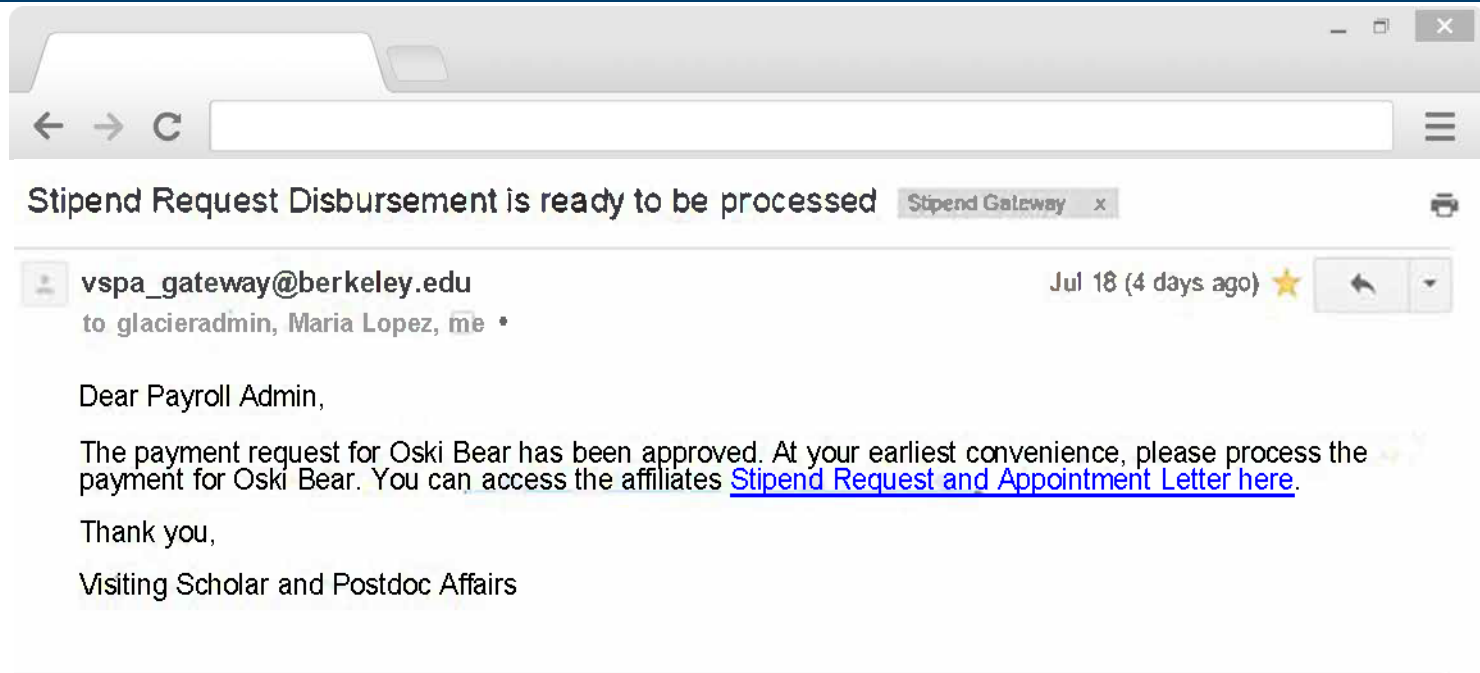 Stipend Request Disbursement is ready to be processed Stipend Gateway x
vspa_gateway@berkeley.edu Jul 18 (4 days ago)
to glacieradmin, Maria Lopez, me
Dear Payroll Admin,
The payment request for Oski Bear has been approved. At your earliest convenience, please process the
payment for Oski Bear. You can access the affiliates Stipend Request and Appointment Letter here.
Thank you,
Visiting Scholar and Postdoc Affairs